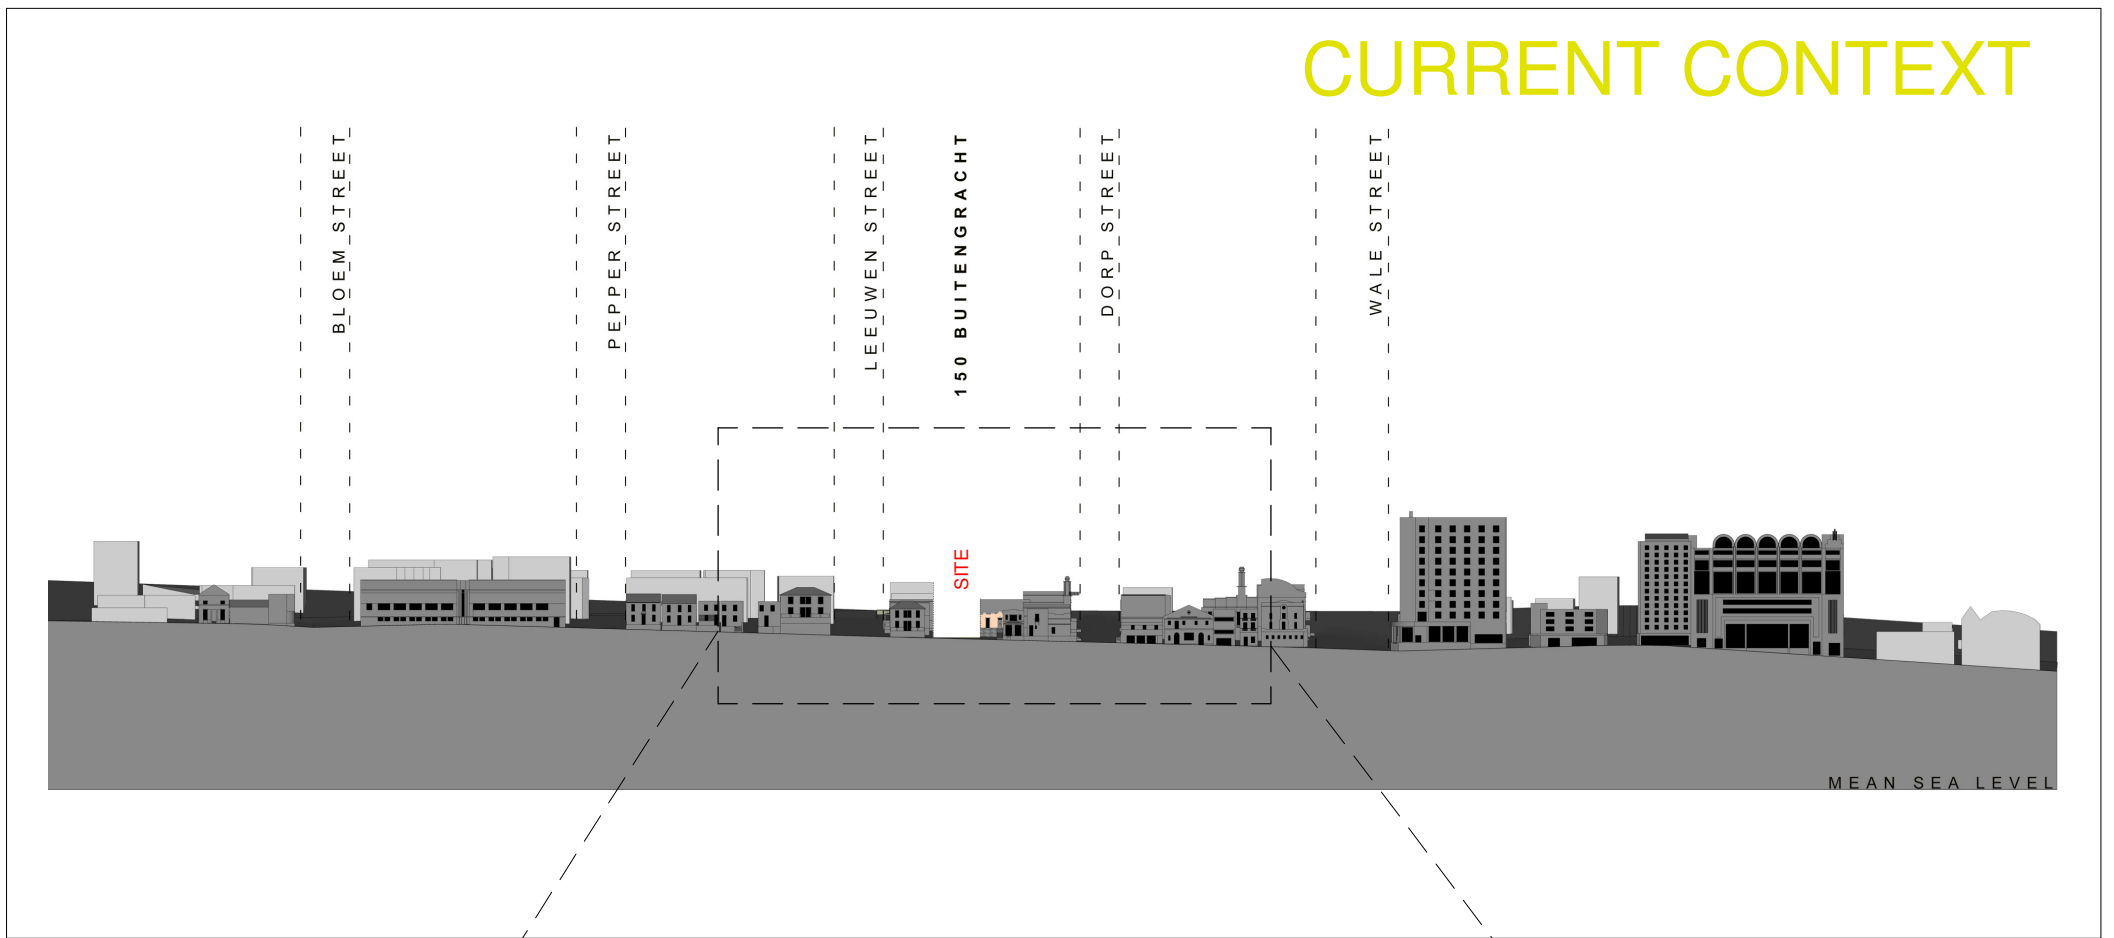 CURRENT CONTEXT
BLOEM STREET
PEPPER STREET
LEEUWEN STREET
150 BUITENGRACHT
DORP STREET
WALE STREET
SITE
MEAN SEA LEVEL